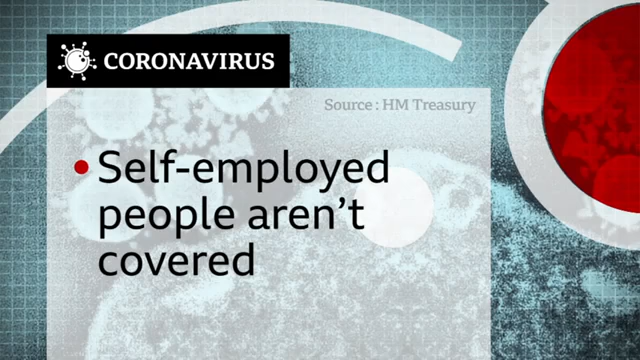 CORONAVIRUS
Source : HM Treasury
• Self-employed
people aren't
covered